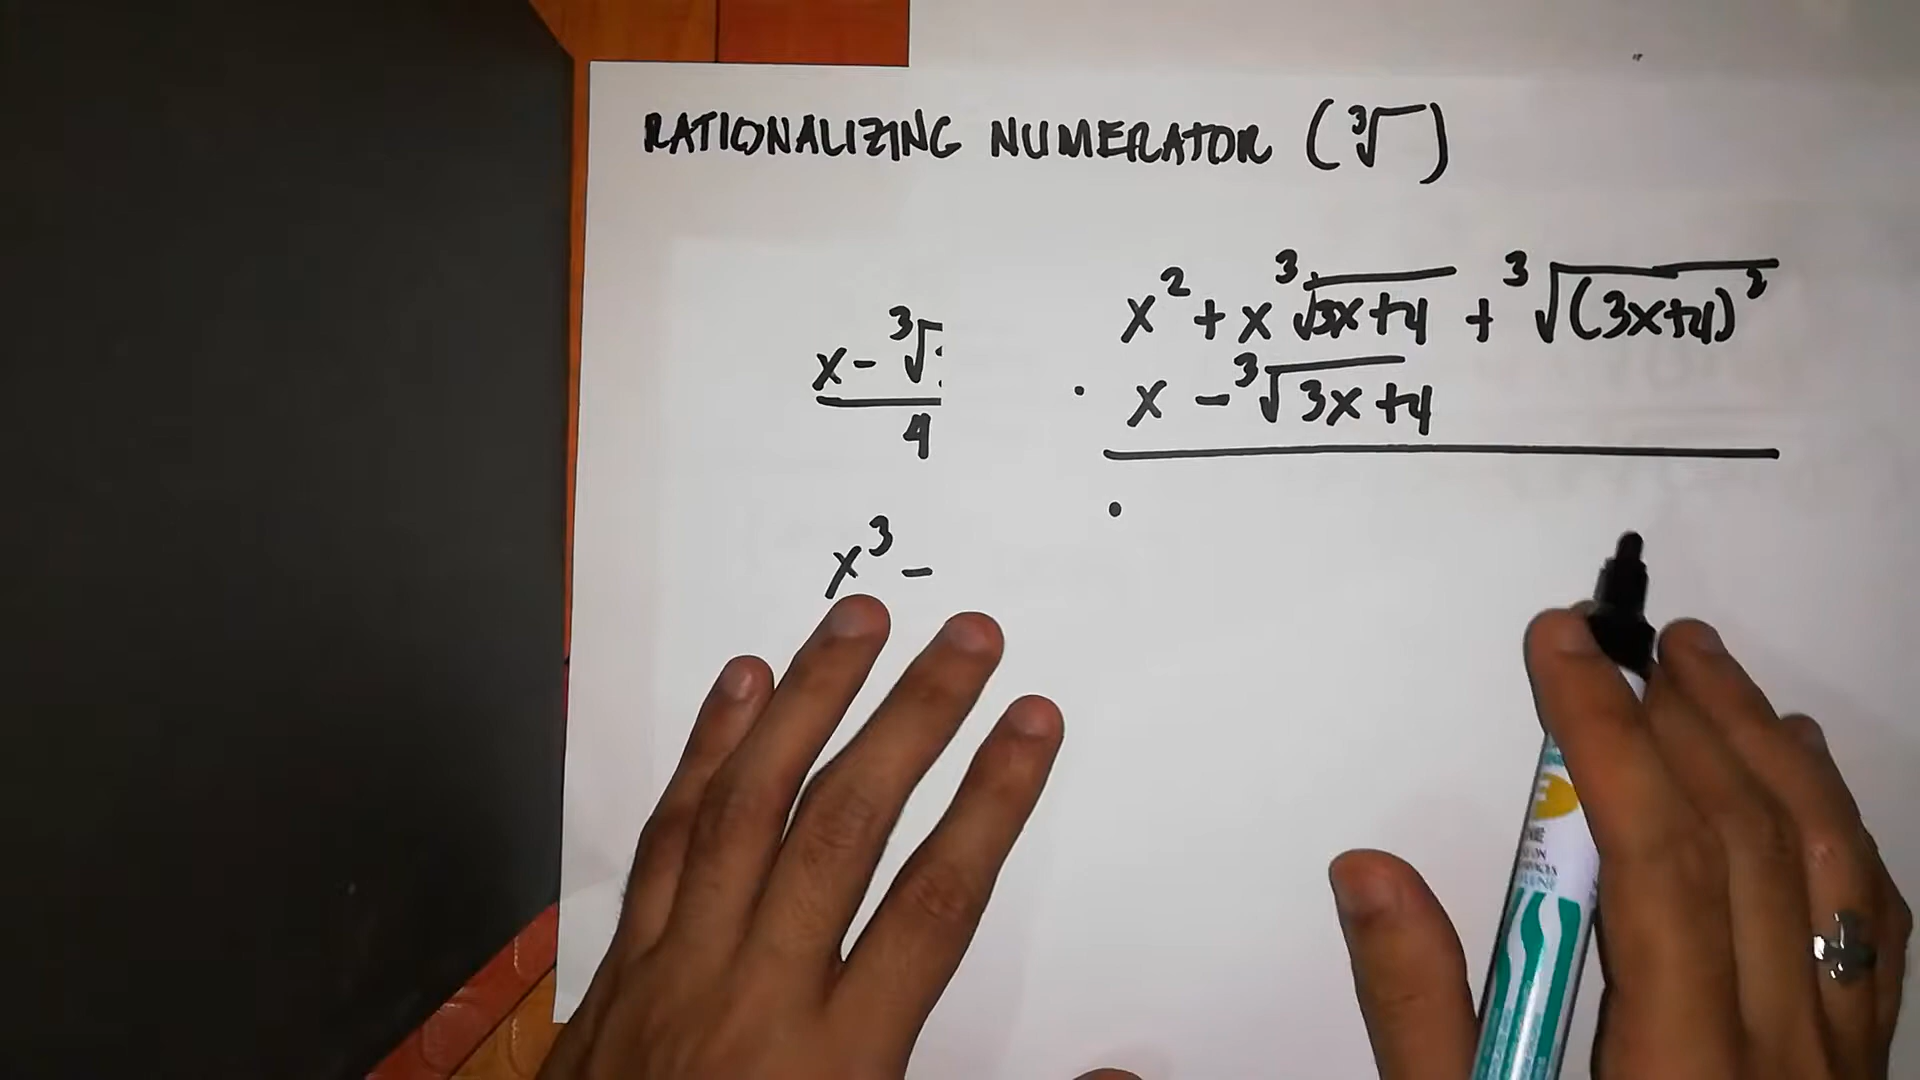 RATIONALIZING NUMERATOR (∛‾)
x - ∛
4
x³ -
x² + x ∛(3x+4) + ∛((3x+4)²)
· x - ∛(3x+4)